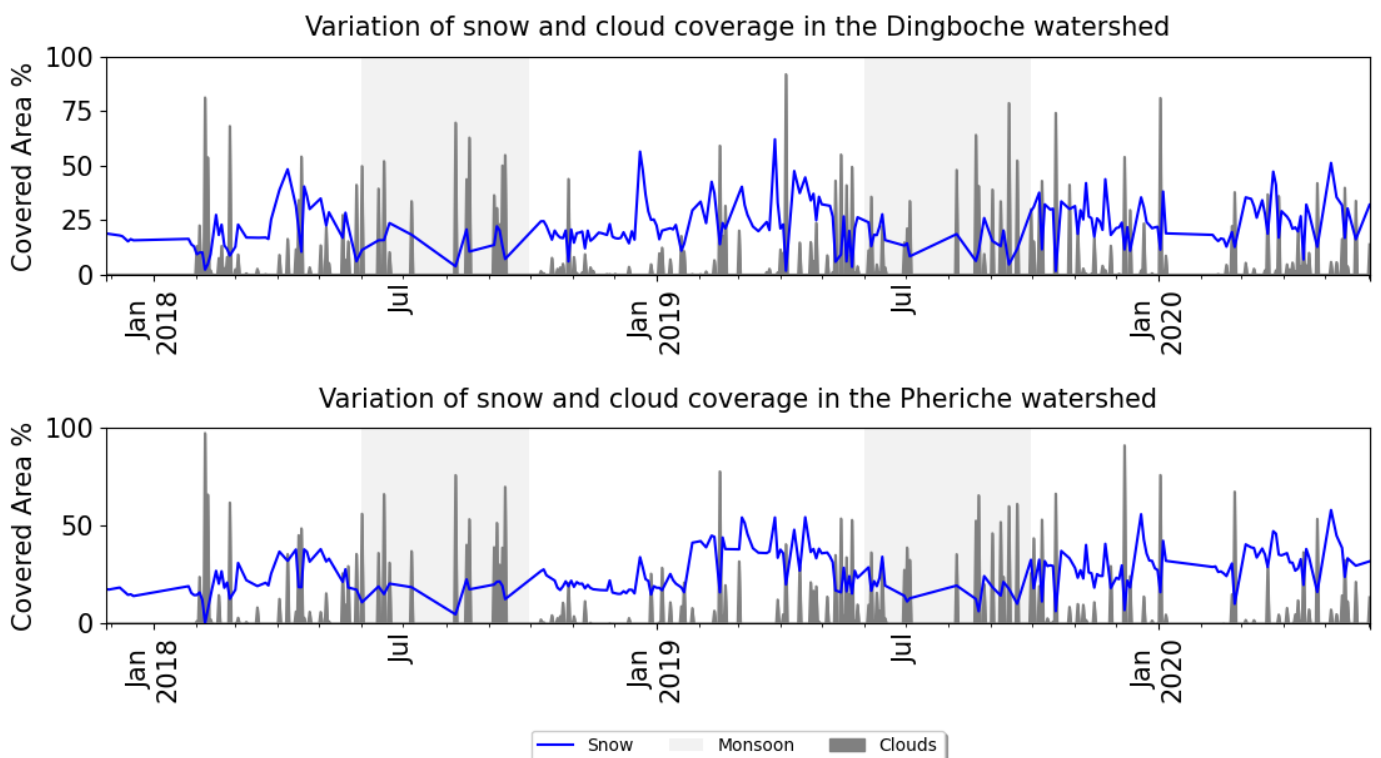 Variation of snow and cloud coverage in the Dingboche watershed
Covered Area %
100
75
50
25
0
Jan
2018
Jul
Jan
2019
Jul
Jan
2020
Variation of snow and cloud coverage in the Pheriche watershed
Covered Area %
100
50
0
Jan
2018
Jul
Jan
2019
Jul
Jan
2020
Snow
Monsoon
Clouds